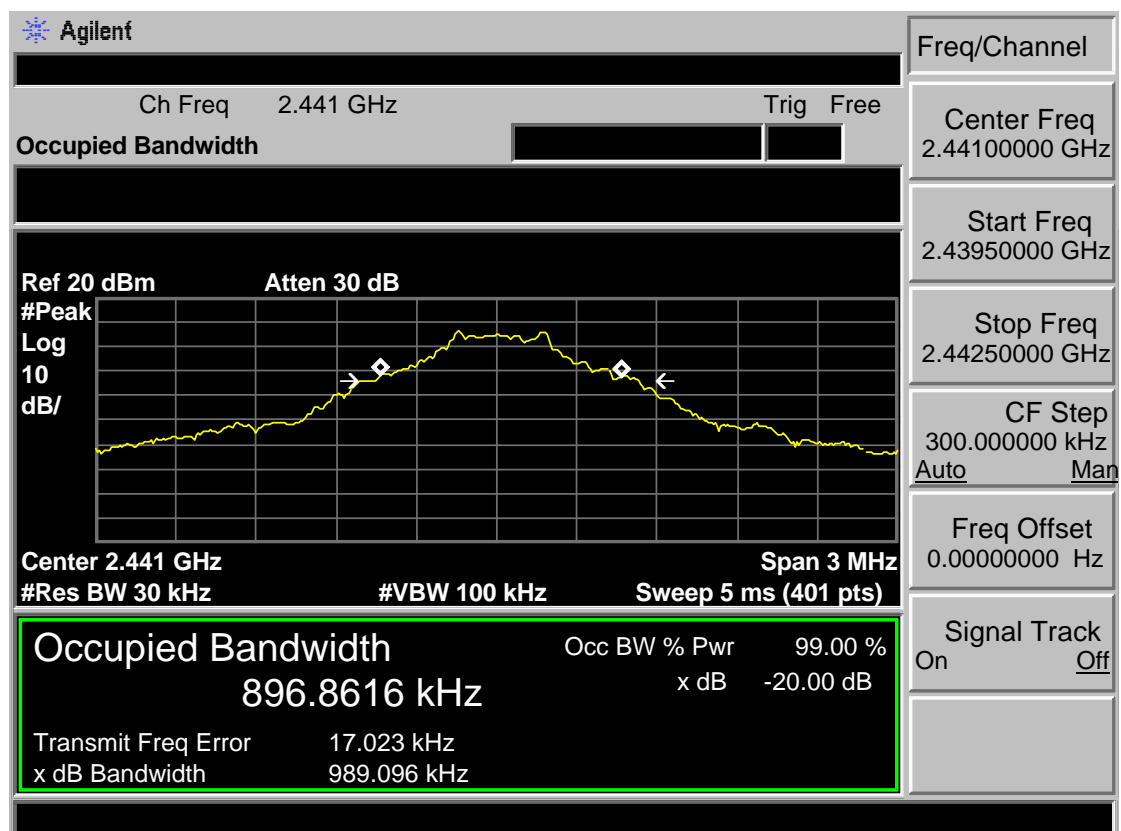 Agilent
Freq/Channel
Ch Freq 2.441 GHz Trig Free
Occupied Bandwidth
Center Freq
2.44100000 GHz
Start Freq
2.43950000 GHz
Ref 20 dBm Atten 30 dB
#Peak
Log
10
dB/
Stop Freq
2.44250000 GHz
CF Step
300.000000 kHz
Auto Man
Freq Offset
0.00000000 Hz
Center 2.441 GHz Span 3 MHz
#Res BW 30 kHz #VBW 100 kHz Sweep 5 ms (401 pts)
Signal Track
On Off
Occupied Bandwidth Occ BW % Pwr 99.00 %
896.8616 kHz x dB -20.00 dB
Transmit Freq Error 17.023 kHz
x dB Bandwidth 989.096 kHz